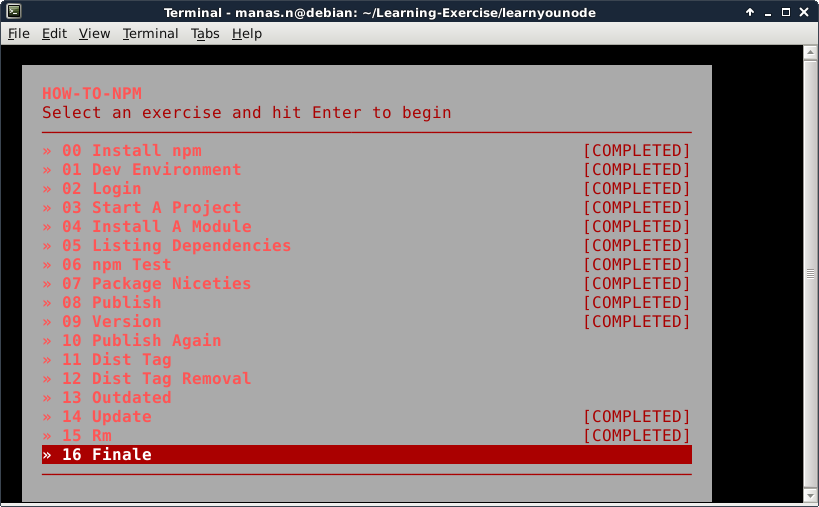 Terminal - manas.n@debian: ~/Learning-Exercise/learnyounode
File Edit View Terminal Tabs Help
HOW-TO-NPM
Select an exercise and hit Enter to begin
» 00 Install npm [COMPLETED]
» 01 Dev Environment [COMPLETED]
» 02 Login [COMPLETED]
» 03 Start A Project [COMPLETED]
» 04 Install A Module [COMPLETED]
» 05 Listing Dependencies [COMPLETED]
» 06 npm Test [COMPLETED]
» 07 Package Niceties [COMPLETED]
» 08 Publish [COMPLETED]
» 09 Version [COMPLETED]
» 10 Publish Again
» 11 Dist Tag
» 12 Dist Tag Removal
» 13 Outdated
» 14 Update [COMPLETED]
» 15 Rm [COMPLETED]
» 16 Finale